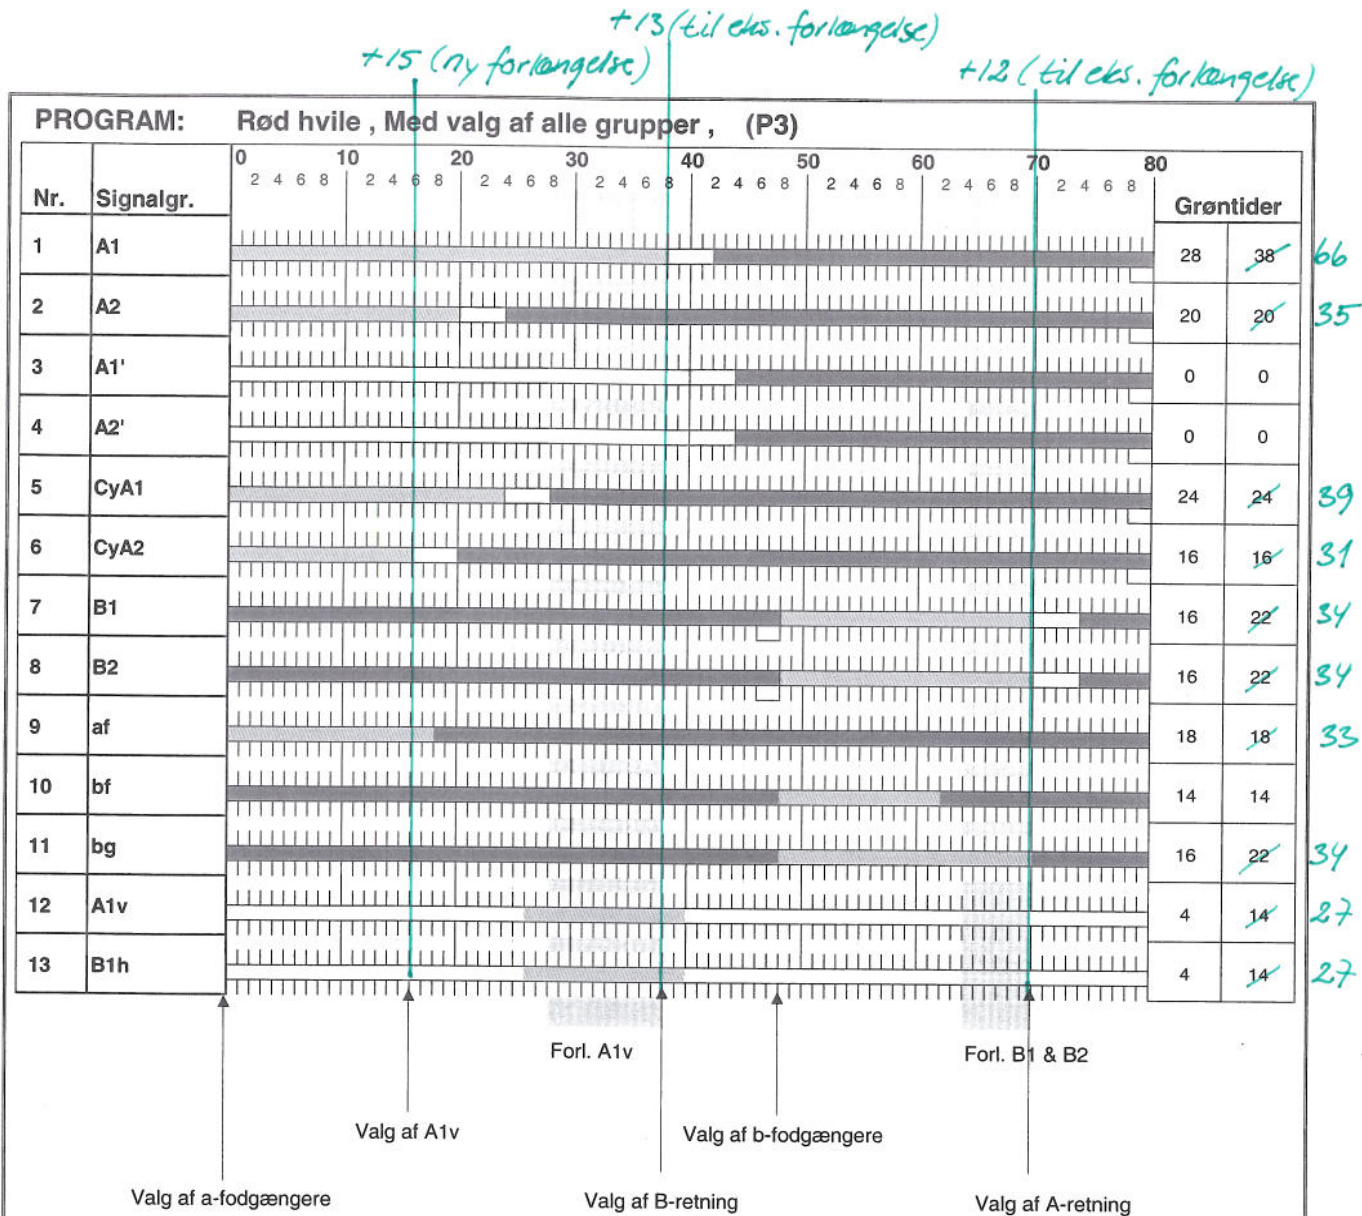 +13 (til eks. forlængelse)
+15 (ny forlængelse)
+12 (til eks. forlængelse)
PROGRAM: Rød hvile , Med valg af alle grupper , (P3)
0 10 20 30 40 50 60 70 80
2 4 6 8 2 4 6 8 2 4 6 8 2 4 6 8 2 4 6 8 2 4 6 8 2 4 6 8 2 4 6 8
Nr. Signalgr. Grøntider
1 A1 28 38 66
2 A2 20 20 35
3 A1' 0 0
4 A2' 0 0
5 CyA1 24 24 39
6 CyA2 16 16 31
7 B1 16 22 34
8 B2 16 22 34
9 af 18 18 33
10 bf 14 14
11 bg 16 22 34
12 A1v 4 14 27
13 B1h 4 14 27
Forl. A1v Forl. B1 & B2
Valg af A1v Valg af b-fodgængere
Valg af a-fodgængere Valg af B-retning Valg af A-retning